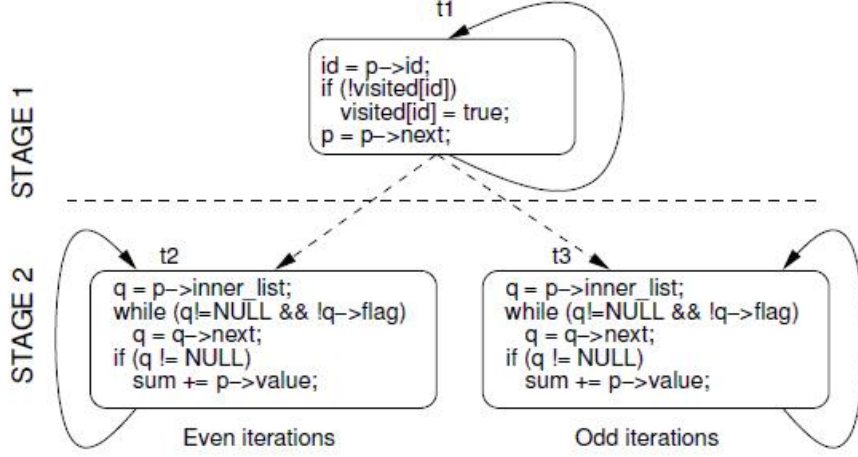 t1
STAGE 1
id = p->id;
if (!visited[id])
visited[id] = true;
p = p->next;
STAGE 2
t2
q = p->inner_list;
while (q!=NULL && !q->flag)
q = q->next;
if (q != NULL)
sum += p->value;
Even iterations
t3
q = p->inner_list;
while (q!=NULL && !q->flag)
q = q->next;
if (q != NULL)
sum += p->value;
Odd iterations